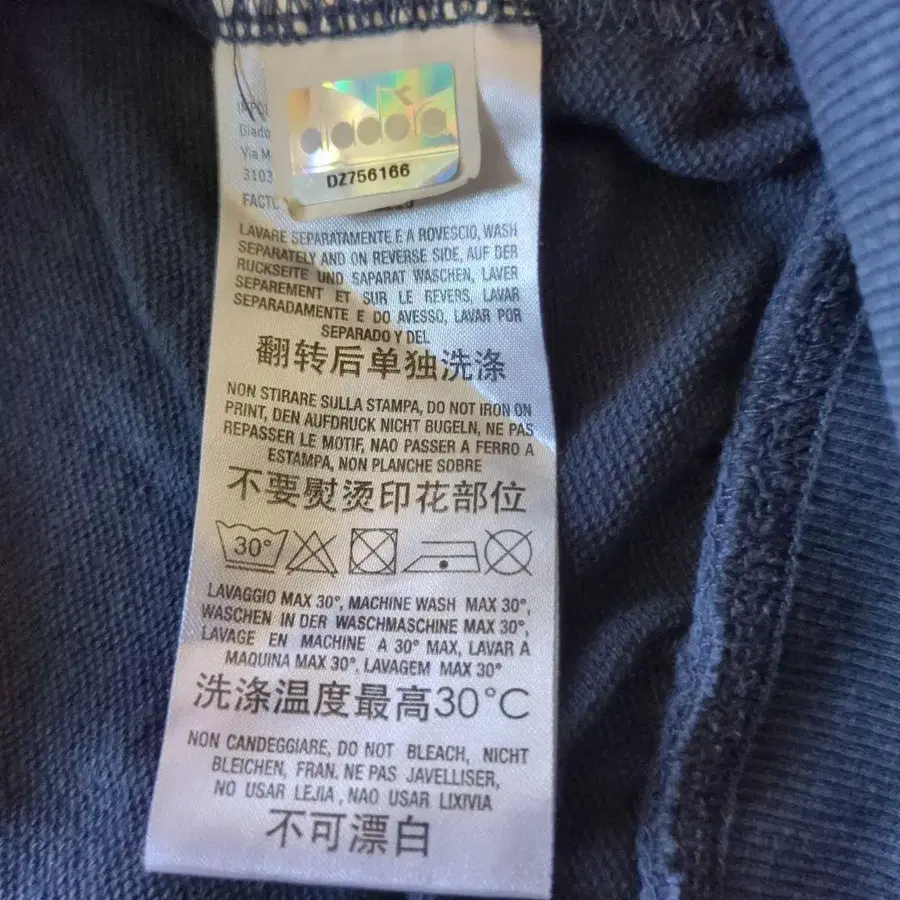 diadora
DZ756166
Diado
Via M
3103
FACTU
LAVARE SEPARATAMENTE E A ROVESCIO, WASH
SEPARATELY AND ON REVERSE SIDE, AUF DER
RUCKSEITE UND SAPARAT WASCHEN, LAVER
SEPAREMENT ET SUR LE REVERS, LAVAR
SEPARADAMENTE E DO AVESSO, LAVAR POR
SEPARADO Y DEL
翻转后单独洗涤
NON STIRARE SULLA STAMPA, DO NOT IRON ON
PRINT, DEN AUFDRUCK NICHT BUGELN, NE PAS
REPASSER LE MOTIF, NAO PASSER A FERRO A
ESTAMPA, NON PLANCHE SOBRE
不要熨烫印花部位
30°
LAVAGGIO MAX 30°, MACHINE WASH MAX 30°,
WASCHEN IN DER WASCHMASCHINE MAX 30°,
LAVAGE EN MACHINE A 30° MAX, LAVAR A
MAQUINA MAX 30°, LAVAGEM MAX 30°
洗涤温度最高30°C
NON CANDEGGIARE, DO NOT BLEACH, NICHT
BLEICHEN, FRAN. NE PAS JAVELLISER,
NO USAR LEJIA , NAO USAR LIXIVIA
不可漂白